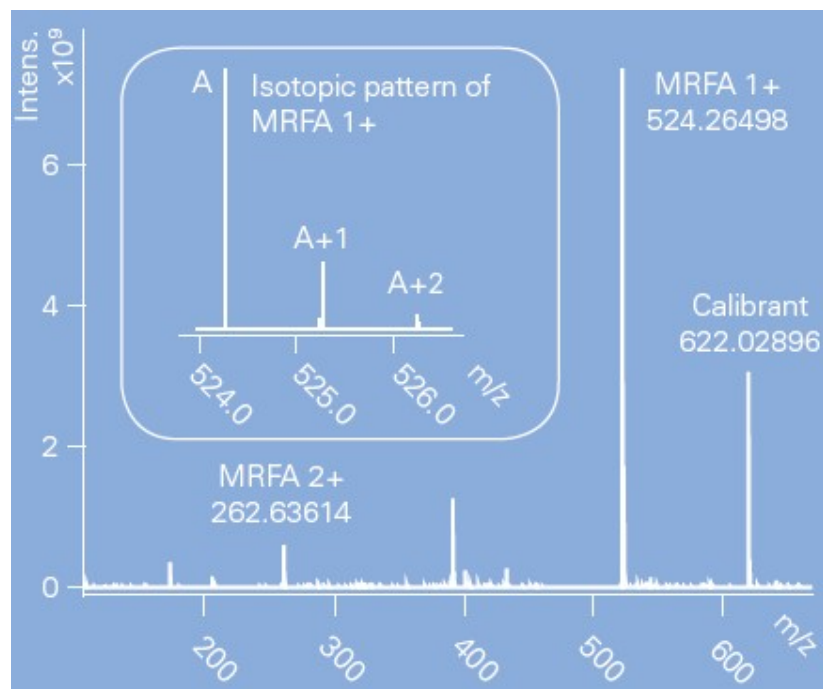 Intens.
x10⁹
6
4
2
0
A
Isotopic pattern of
MRFA 1+
A+1
A+2
524.0
525.0
526.0
m/z
MRFA 1+
524.26498
Calibrant
622.02896
MRFA 2+
262.63614
200
300
400
500
600
m/z